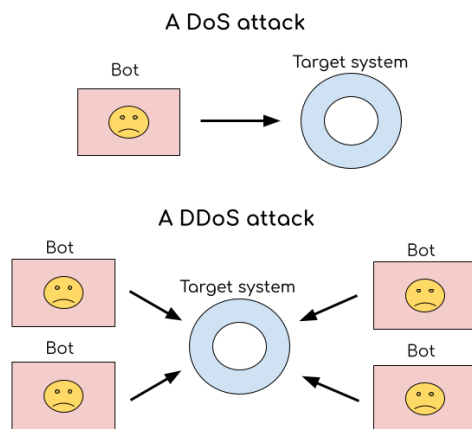 A DoS attack
Bot
Target system
A DDoS attack
Bot
Bot
Target system
Bot
Bot